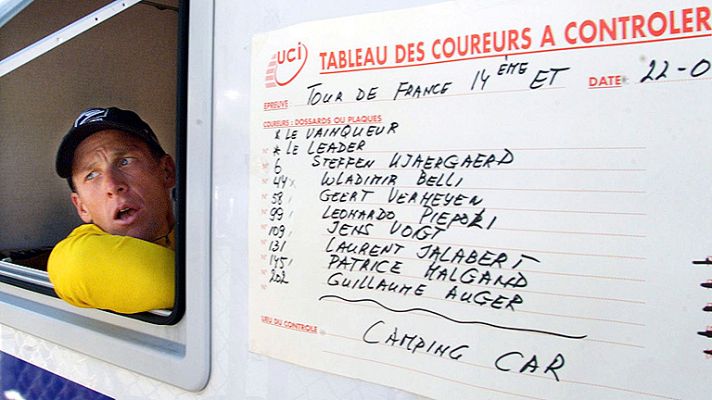 uci
TABLEAU DES COUREURS A CONTROLER
EPREUVE TOUR DE FRANCE 14 ÈME ET DATE 22-0
COUREURS : DOSSARDS OU PLAQUES
* LE VAINQUEUR
* LE LEADER
6 STEFFEN KJAERGAERD
44 WLADIMIR BELLI
58 GEERT VERHEYEN
99 LEONARDO PIEPOLI
109 JENS VOIGT
131 LAURENT JALABERT
145 PATRICE HALGAND
202 GUILLAUME AUGER
LIEU DU CONTROLE CAMPING CAR